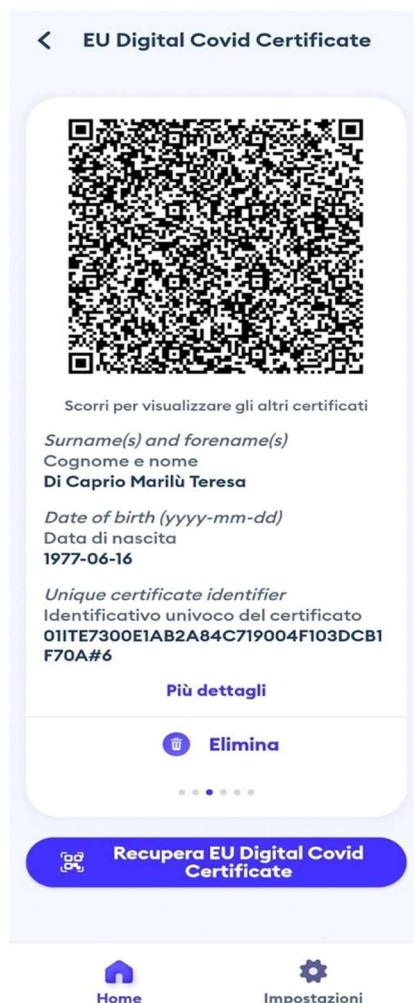 EU Digital Covid Certificate
Scorri per visualizzare gli altri certificati
Surname(s) and forename(s)
Cognome e nome
Di Caprio Marilù Teresa
Date of birth (yyyy-mm-dd)
Data di nascita
1977-06-16
Unique certificate identifier
Identificativo univoco del certificato
01ITE7300E1AB2A84C719004F103DCB1
F70A#6
Più dettagli
Elimina
Recupera EU Digital Covid
Certificate
Home
Impostazioni